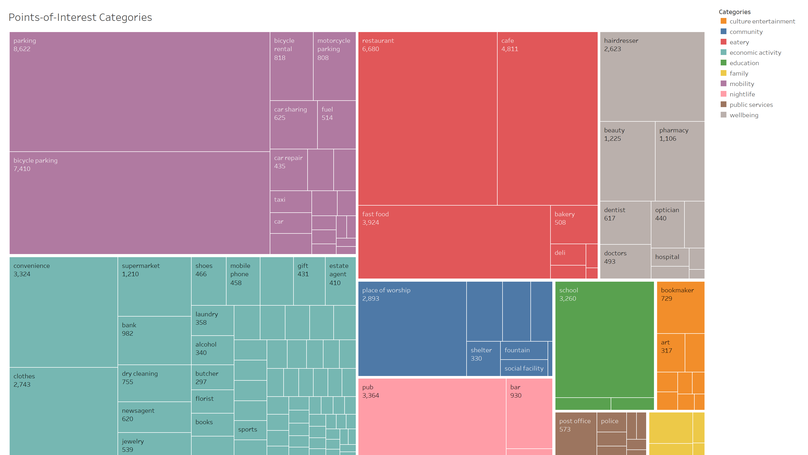 Points-of-Interest Categories
parking
8,622
bicycle
rental
818
motorcycle
parking
808
car sharing
625
fuel
514
bicycle parking
7,410
car repair
435
taxi
car
restaurant
6,680
cafe
4,811
fast food
3,924
bakery
508
deli
hairdresser
2,623
beauty
1,225
pharmacy
1,106
dentist
617
optician
440
doctors
493
hospital
convenience
3,324
supermarket
1,210
shoes
466
mobile
phone
458
gift
431
estate
agent
410
laundry
358
bank
982
alcohol
340
clothes
2,743
dry cleaning
755
butcher
297
florist
newsagent
620
books
sports
jewelry
539
place of worship
2,893
shelter
330
fountain
social facility
pub
3,364
bar
930
school
3,260
bookmaker
729
art
317
post office
573
police
Categories
culture entertainment
community
eatery
economic activity
education
family
mobility
nightlife
public services
wellbeing